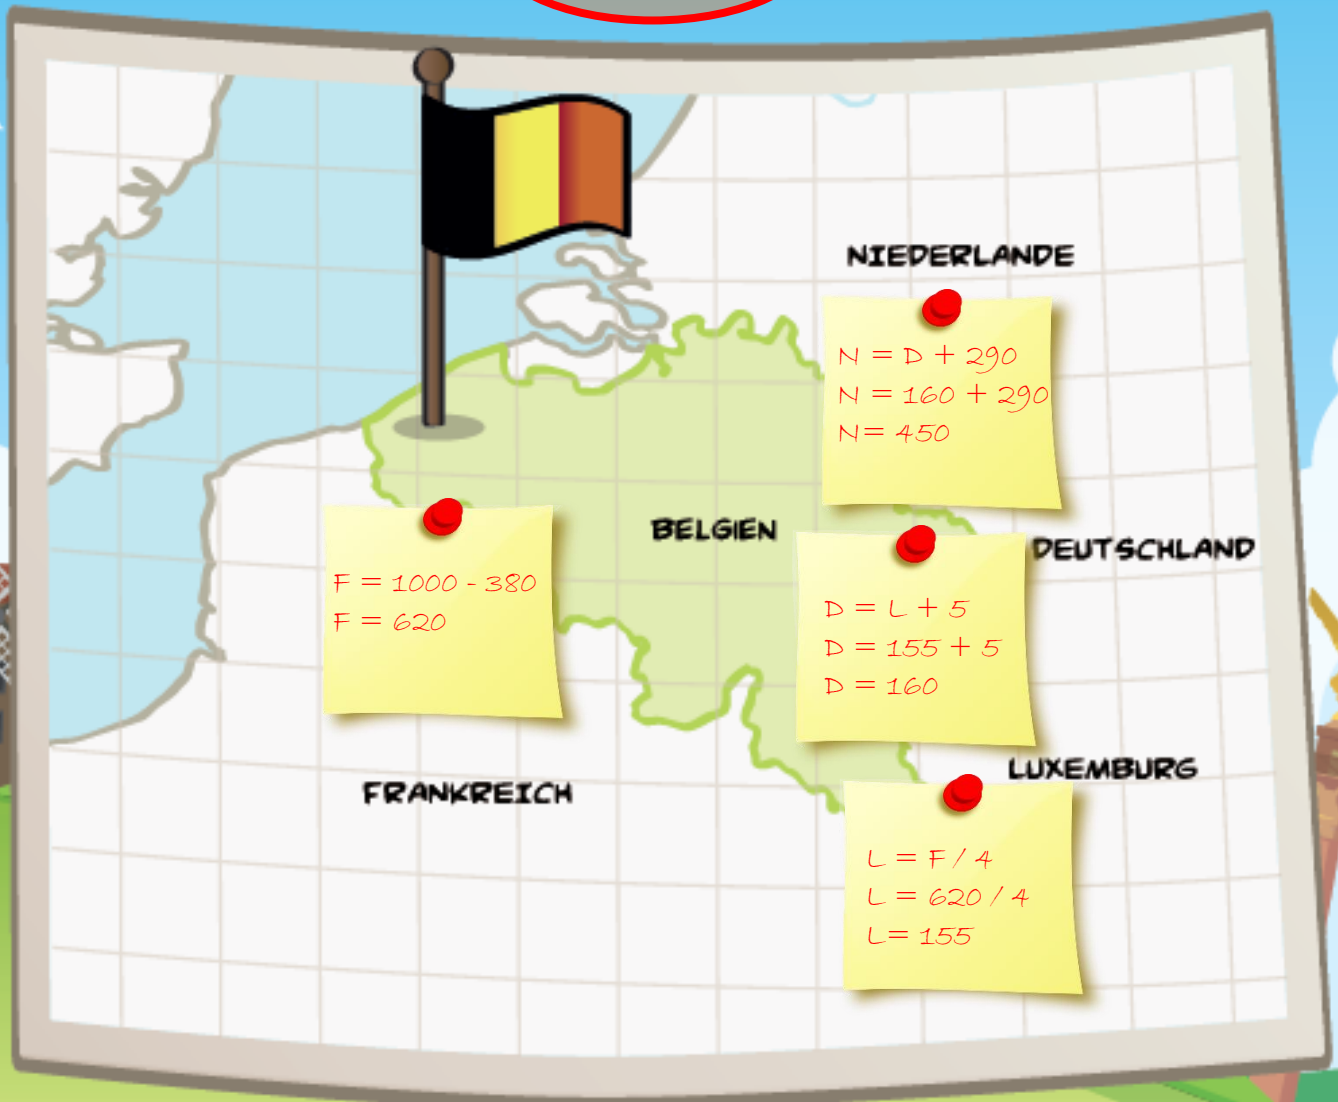 NIEDERLANDE
N = D + 290
N = 160 + 290
N= 450
BELGIEN
DEUTSCHLAND
F = 1000 - 380
F = 620
D = L + 5
D = 155 + 5
D = 160
LUXEMBURG
FRANKREICH
L = F / 4
L = 620 / 4
L= 155